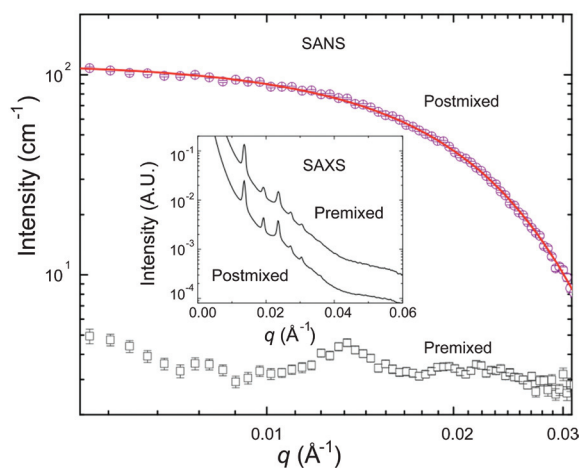 SANS
10²
Postmixed
Intensity (cm⁻¹)
10⁻¹
SAXS
10⁻²
Premixed
Intensity (A.U.)
10⁻³
Postmixed
10⁻⁴
0.00 0.02 0.04 0.06
q (Å⁻¹)
10¹
Premixed
0.01 0.02 0.03
q (Å⁻¹)